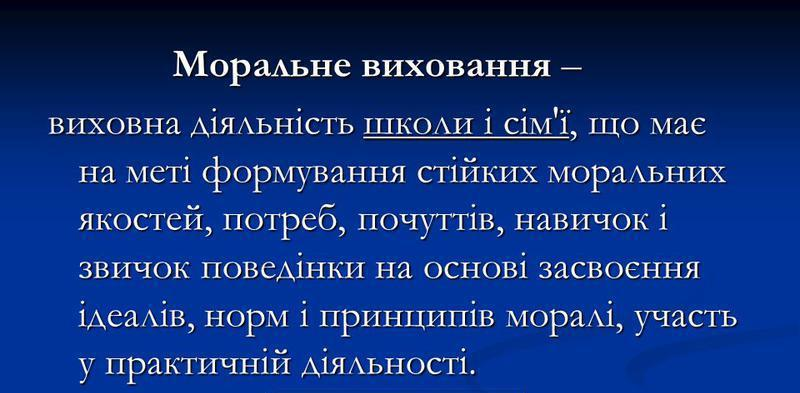 Моральне виховання –
виховна діяльність школи і сім'ї, що має
на меті формування стійких моральних
якостей, потреб, почуттів, навичок і
звичок поведінки на основі засвоєння
ідеалів, норм і принципів моралі, участь
у практичній діяльності.